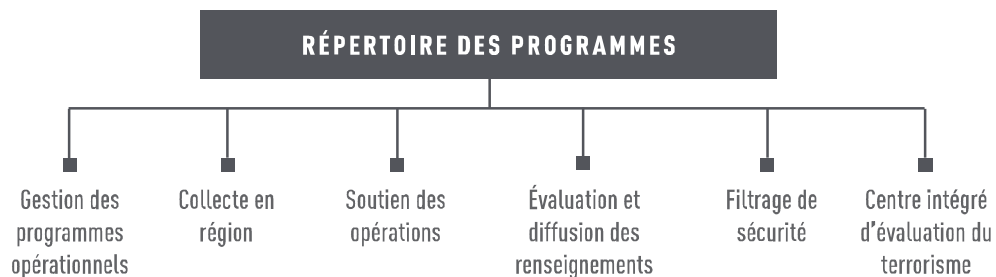 RÉPERTOIRE DES PROGRAMMES
Gestion des
programmes
opérationnels
Collecte en
région
Soutien des
opérations
Évaluation et
diffusion des
renseignements
Filtrage de
sécurité
Centre intégré
d'évaluation du
terrorisme